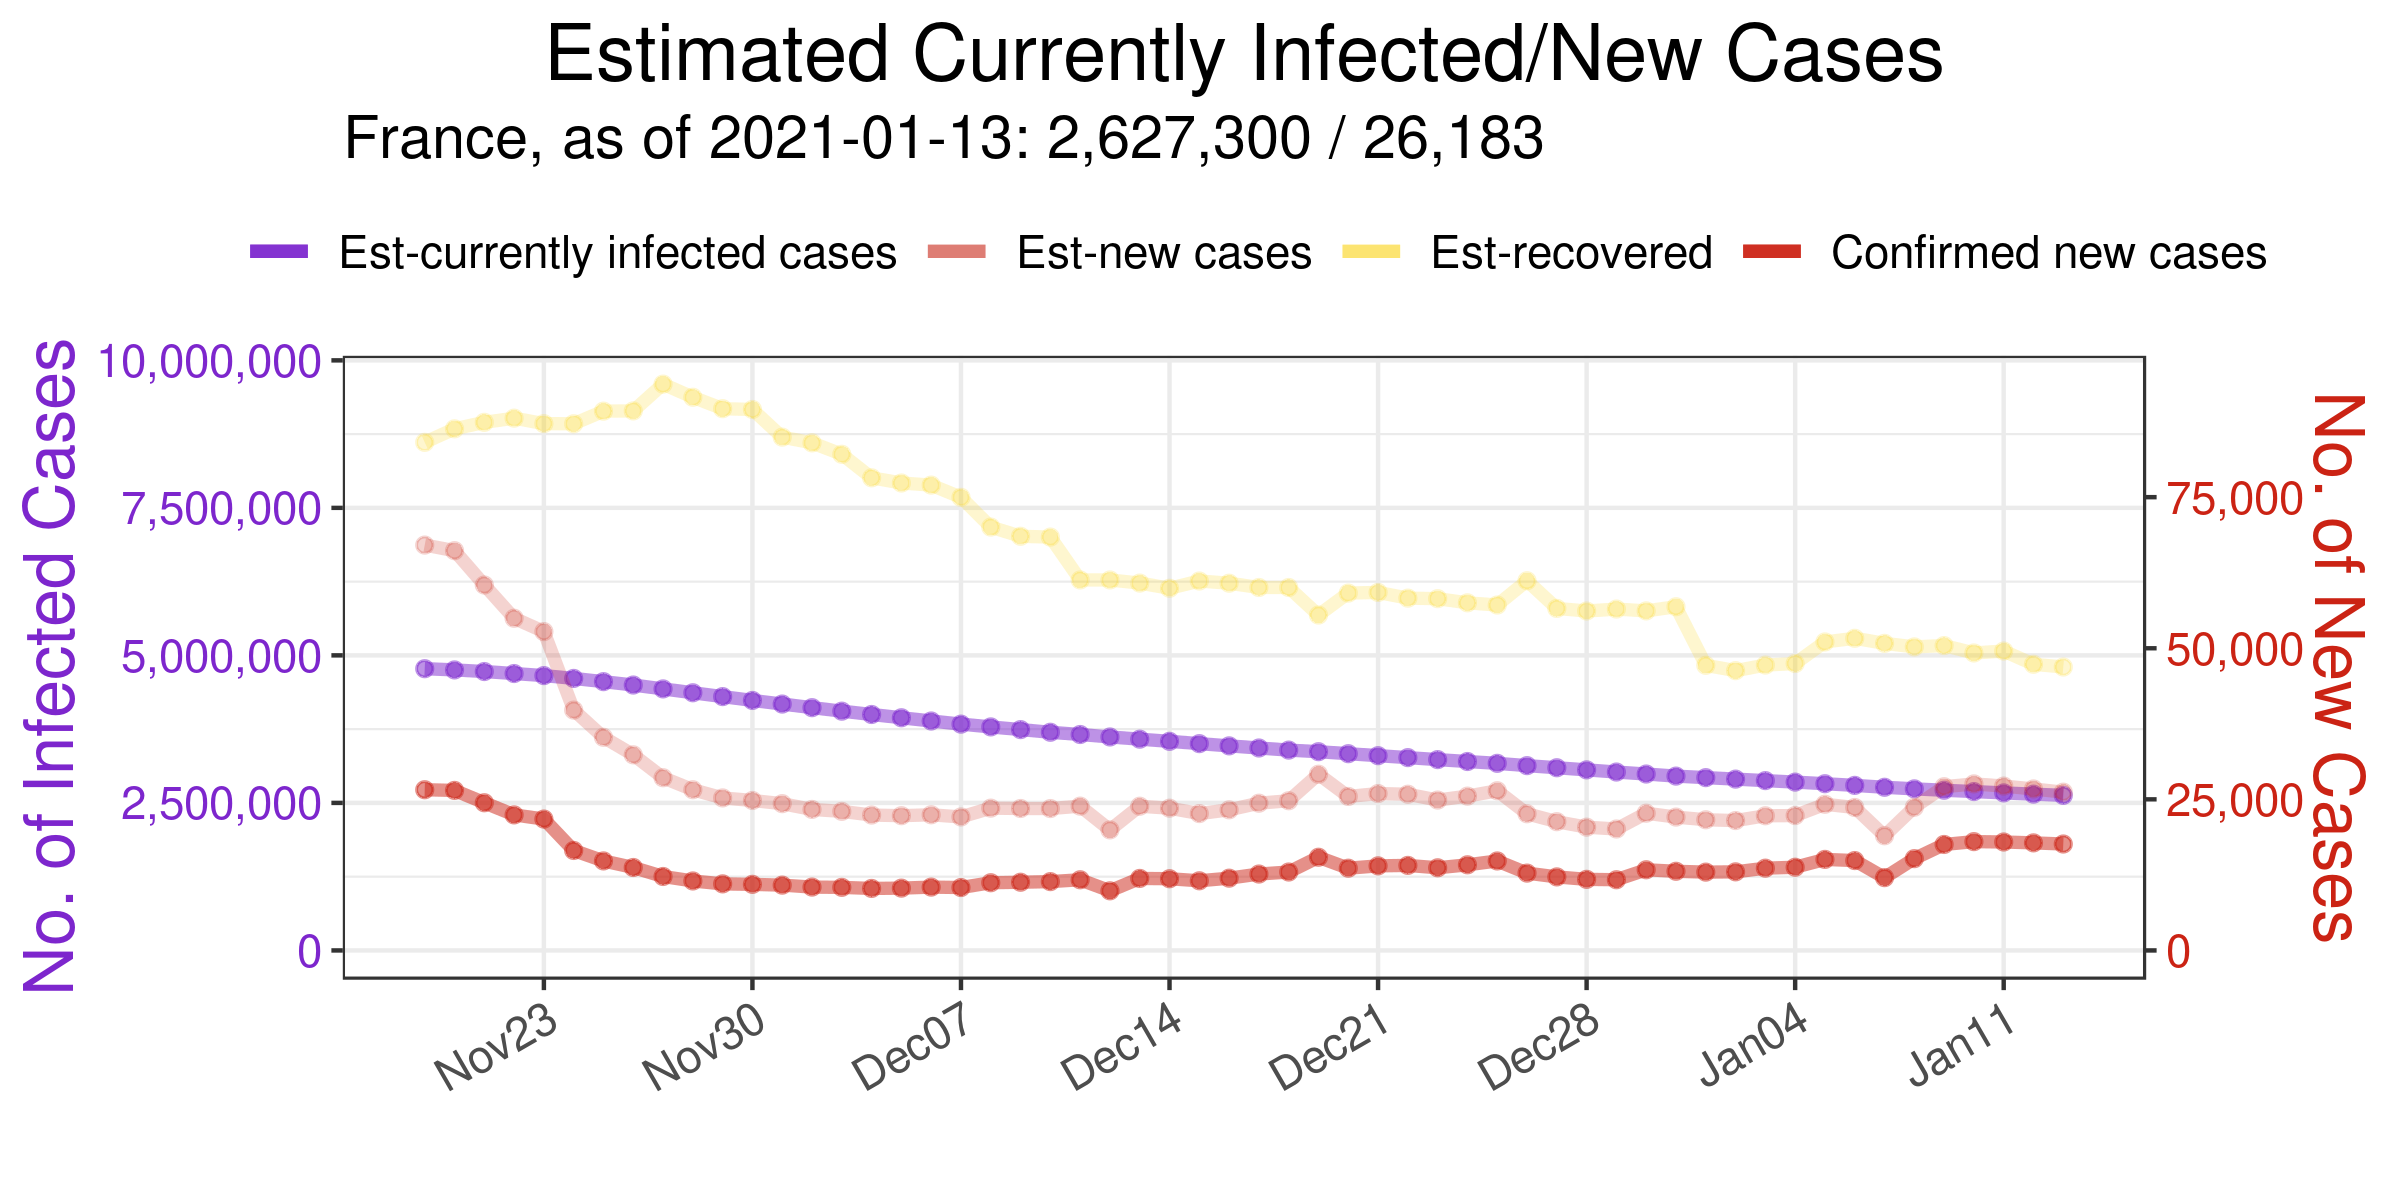 Estimated Currently Infected/New Cases
France, as of 2021-01-13: 2,627,300 / 26,183
Est-currently infected cases Est-new cases Est-recovered Confirmed new cases
No. of Infected Cases
10,000,000
7,500,000
5,000,000
2,500,000
0
75,000
50,000
25,000
0
No. of New Cases
Nov23 Nov30 Dec07 Dec14 Dec21 Dec28 Jan04 Jan11